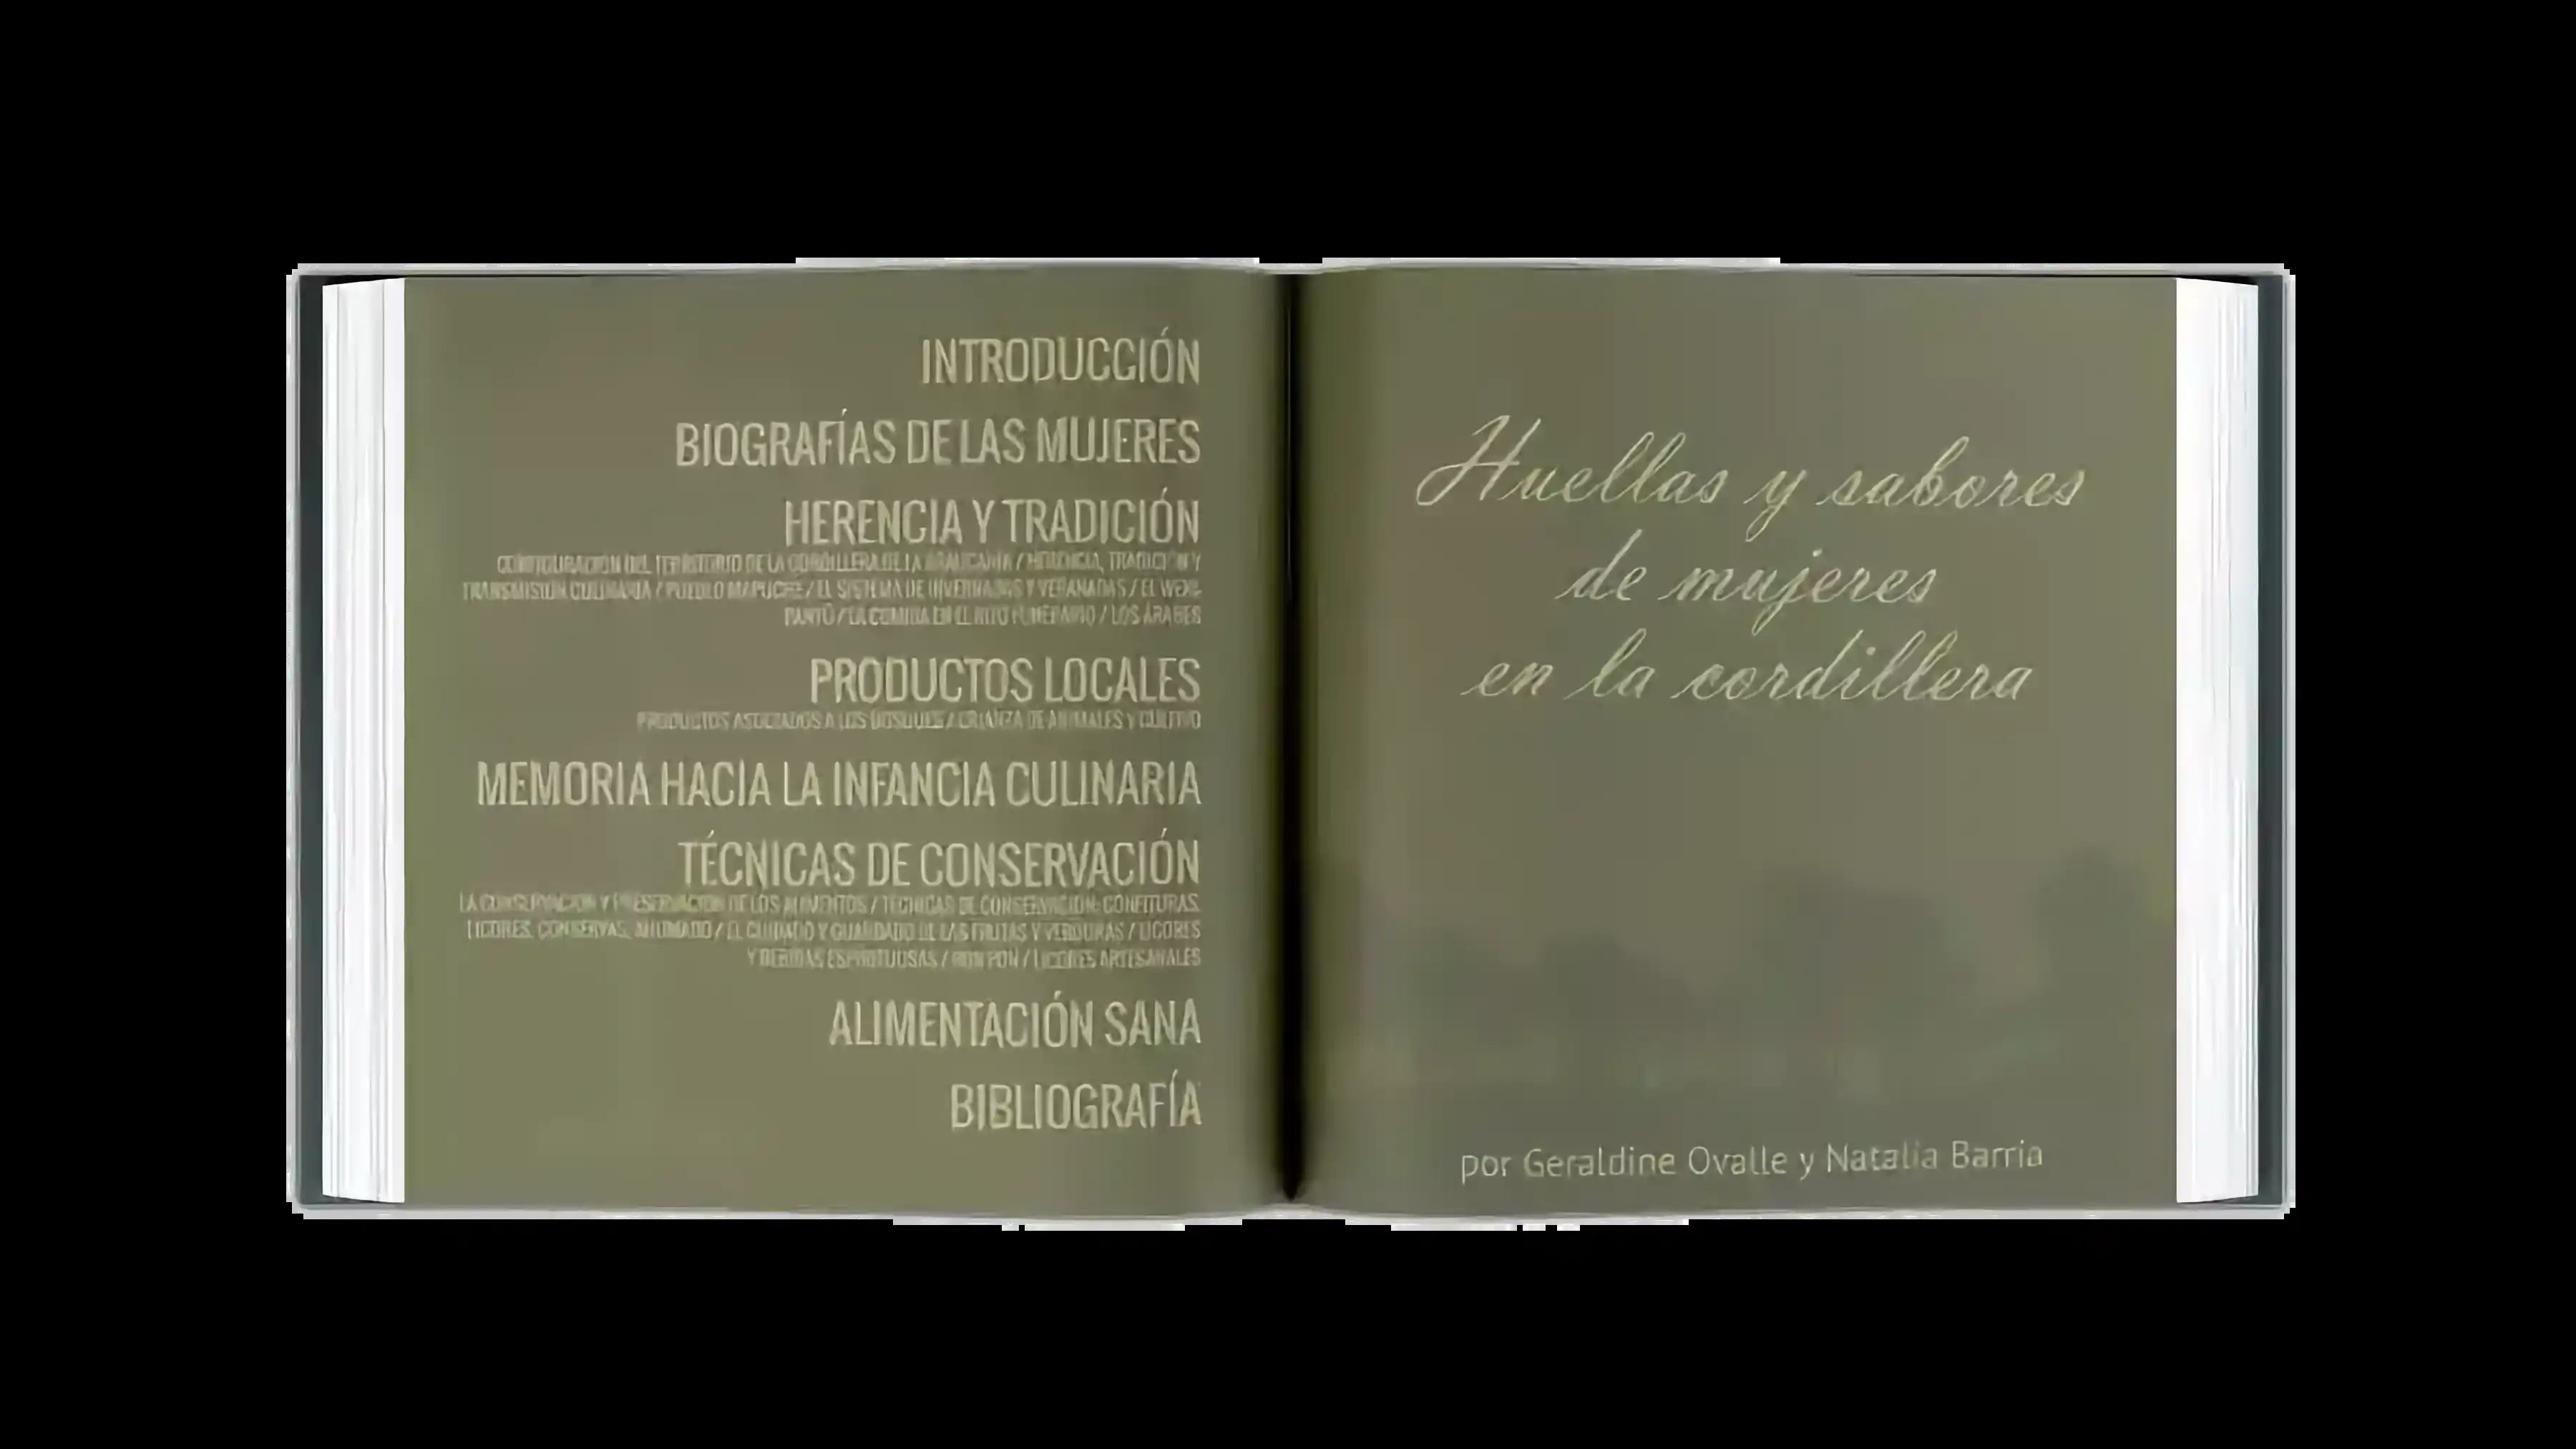 INTRODUCCIÓN
BIOGRAFÍAS DE LAS MUJERES
HERENCIA Y TRADICIÓN
CONFIGURACIÓN DEL TERRITORIO DE LA CORDILLERA DE LA ARAUCANÍA / HERENCIA, TRADICIÓN Y
TRANSMISIÓN CULINARIA / PUEBLO MAPUCHE / EL SISTEMA DE INVERNADAS Y VERANADAS / EL
/ LA COMIDA EN EL RITO FUNERARIO / LOS ÁRABES
PRODUCTOS LOCALES
PRODUCTOS ASOCIADOS A LOS BOSQUES / CRIANZA DE ANIMALES Y CULTIVO
MEMORIA HACIA LA INFANCIA CULINARIA
TÉCNICAS DE CONSERVACIÓN
LA CONSERVACIÓN Y PRESERVACIÓN DE LOS ALIMENTOS / TÉCNICAS DE CONSERVACIÓN: CONFITURAS,
LICORES, CONSERVAS, AHUMADO / EL CUIDADO Y GUARDADO DE LAS FRUTAS Y VERDURAS / LICORES
Y BEBIDAS ESPIRITUOSAS / RON PON / LICORES ARTESANALES
ALIMENTACIÓN SANA
BIBLIOGRAFÍA
Huellas y sabores
de mujeres
en la cordillera
por Geraldine Ovalle y Natalia Barria